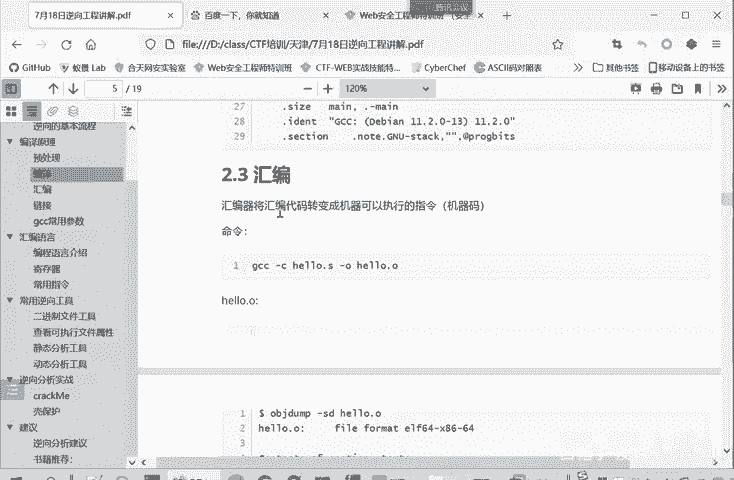 7月18日逆向工程讲解.pdf
百度一下，你就知道
Web安全工程师特训班
腾讯会议
file:///D:/class/CTF培训/天津/7月18日逆向工程讲解.pdf
GitHub
蚁景 Lab
合天网安实验室
Web安全工程师特训班
CTF-WEB实战技能特...
CyberChef
ASCII码对照表
其他书签
移动设备上的书签
5 / 19
120%
逆向的基本流程
编译原理
预处理
编译
汇编
链接
gcc常用参数
汇编语言
编程语言介绍
寄存器
常用指令
常用逆向工具
二进制文件工具
查看可执行文件属性
静态分析工具
动态分析工具
逆向分析实战
crackMe
壳保护
建议
逆向分析建议
书籍推荐:
27 .size main, .-main
28 .ident "GCC: (Debian 11.2.0-13) 11.2.0"
29 .section .note.GNU-stack,"",@progbits
2.3 汇编
汇编器将汇编代码转变成机器可以执行的指令（机器码）
命令：
1 gcc -c hello.s -o hello.o
hello.o:
1 $ objdump -sd hello.o
2 hello.o: file format elf64-x86-64
3